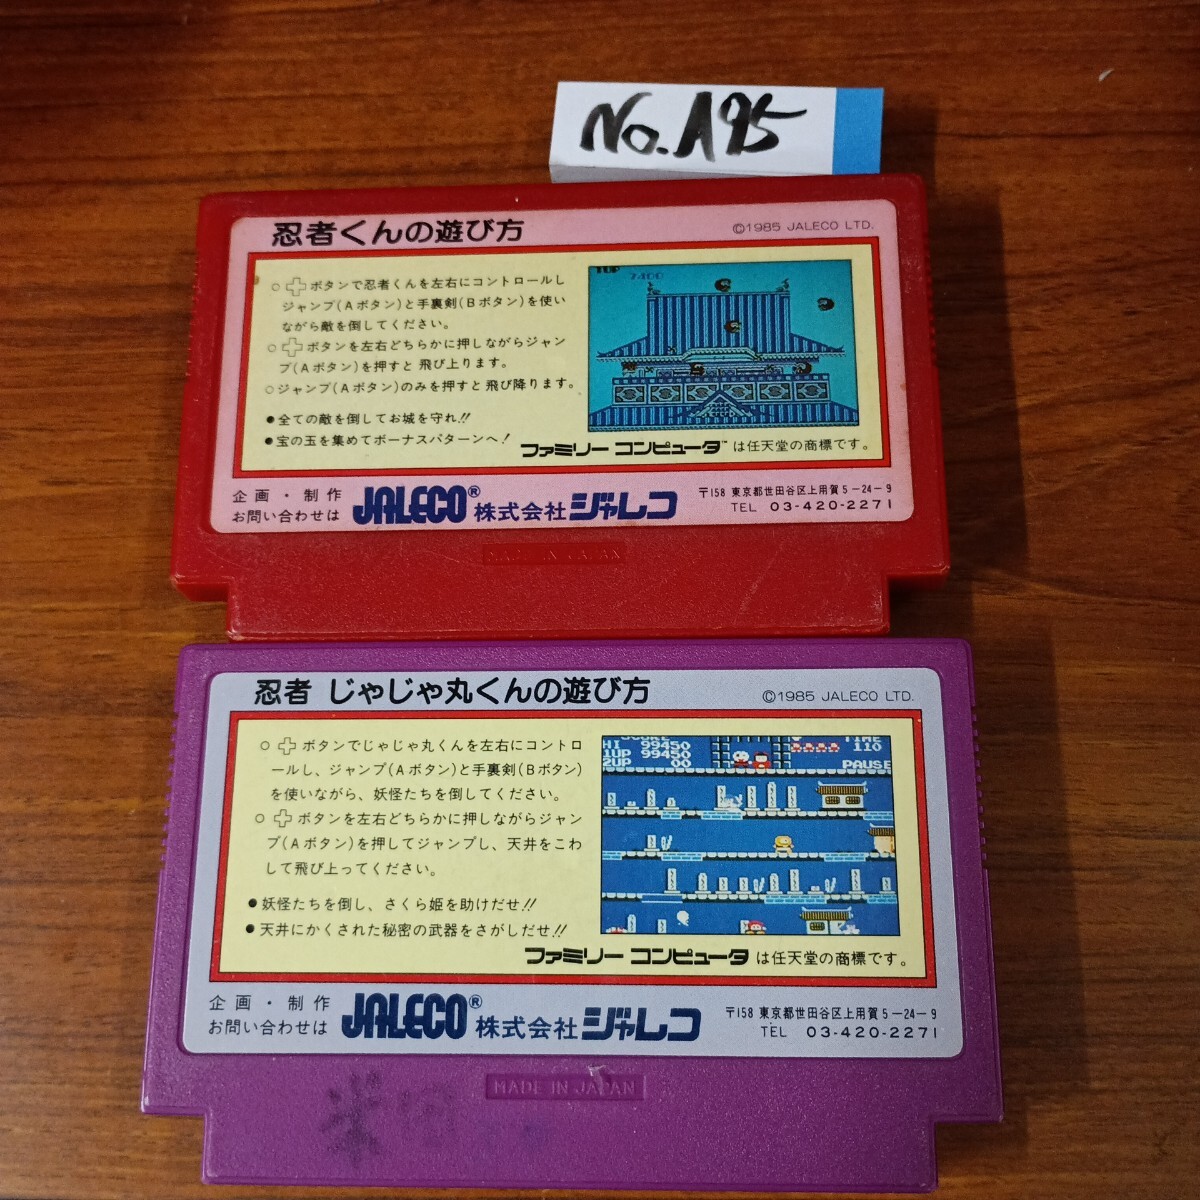 No.A95
忍者くんの遊び方
©1985 JALECO LTD.
○ボタンで忍者くんを左右にコントロールし
ジャンプ(Aボタン)と手裏剣(Bボタン)を使い
ながら敵を倒してください。
○ボタンを左右どちらかに押しながらジャン
プ(Aボタン)を押すと飛び上ります。
○ジャンプ(Aボタン)のみを押すと飛び降ります。
●全ての敵を倒してお城を守れ!!
●宝の玉を集めてボーナスパターンへ!
1UP
7400
ファミリーコンピュータ™は任天堂の商標です。
企画・制作
お問い合わせは
JALECO® 株式会社ジャレコ
〒158 東京都世田谷区上用賀5-24-9
TEL 03-420-2271
MADE IN JAPAN
忍者 じゃじゃ丸くんの遊び方
©1985 JALECO LTD.
○ボタンでじゃじゃ丸くんを左右にコントロ
ールし、ジャンプ(Aボタン)と手裏剣(Bボタン)
を使いながら、妖怪たちを倒してください。
○ボタンを左右どちらかに押しながらジャン
プ(Aボタン)を押してジャンプし、天井をこわ
して飛び上ってください。
●妖怪たちを倒し、さくら姫を助けだせ!!
●天井にかくされた秘密の武器をさがしだせ!!
SCORE
HI 99450
1UP 99450
2UP 00
TIME
110
PAUSE
ファミリーコンピュータは任天堂の商標です。
企画・制作
お問い合わせは
JALECO® 株式会社ジャレコ
〒158 東京都世田谷区上用賀5-24-9
TEL 03-420-2271
MADE IN JAPAN